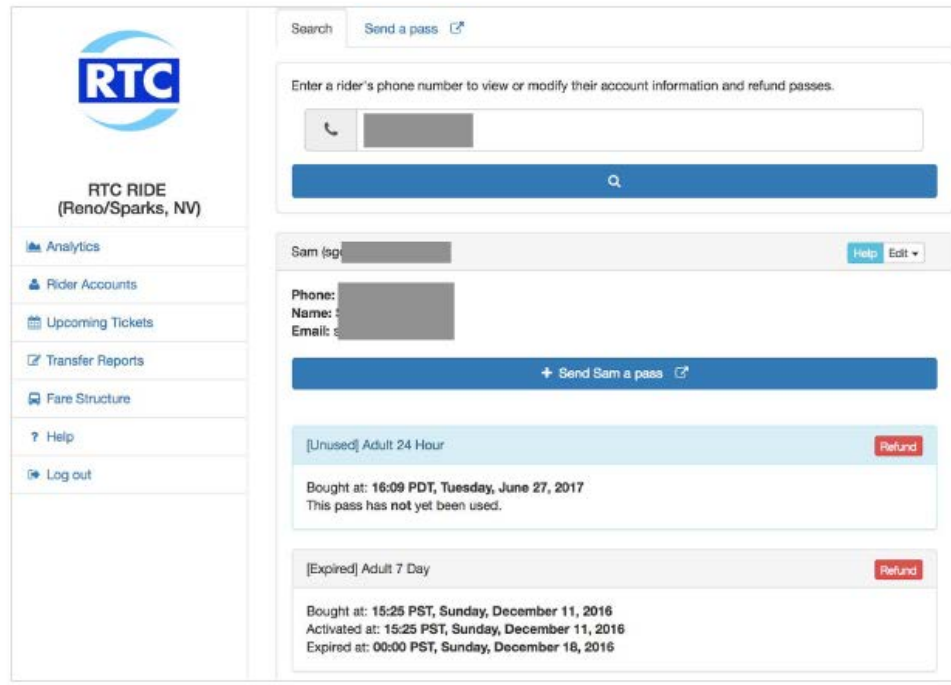 RTC
RTC RIDE
(Reno/Sparks, NV)
Analytics
Rider Accounts
Upcoming Tickets
Transfer Reports
Fare Structure
? Help
Log out
Search
Send a pass
Enter a rider's phone number to view or modify their account information and refund passes.
Sam (sg
Help Edit
Phone:
Name:
Email: s
+ Send Sam a pass
[Unused] Adult 24 Hour
Refund
Bought at: 16:09 PDT, Tuesday, June 27, 2017
This pass has not yet been used.
[Expired] Adult 7 Day
Refund
Bought at: 15:25 PST, Sunday, December 11, 2016
Activated at: 15:25 PST, Sunday, December 11, 2016
Expired at: 00:00 PST, Sunday, December 18, 2016